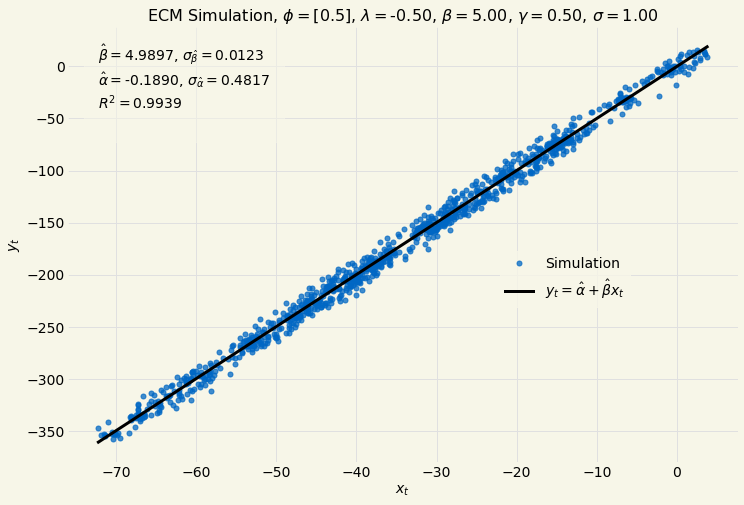 ECM Simulation, ϕ = [0.5], λ = -0.50, β = 5.00, γ = 0.50, σ = 1.00
β̂ = 4.9897, σ_β̂ = 0.0123
α̂ = -0.1890, σ_α̂ = 0.4817
R² = 0.9939
0
−50
−100
−150
−200
−250
−300
−350
y_t
Simulation
y_t = α̂ + β̂x_t
−70 −60 −50 −40 −30 −20 −10 0
x_t